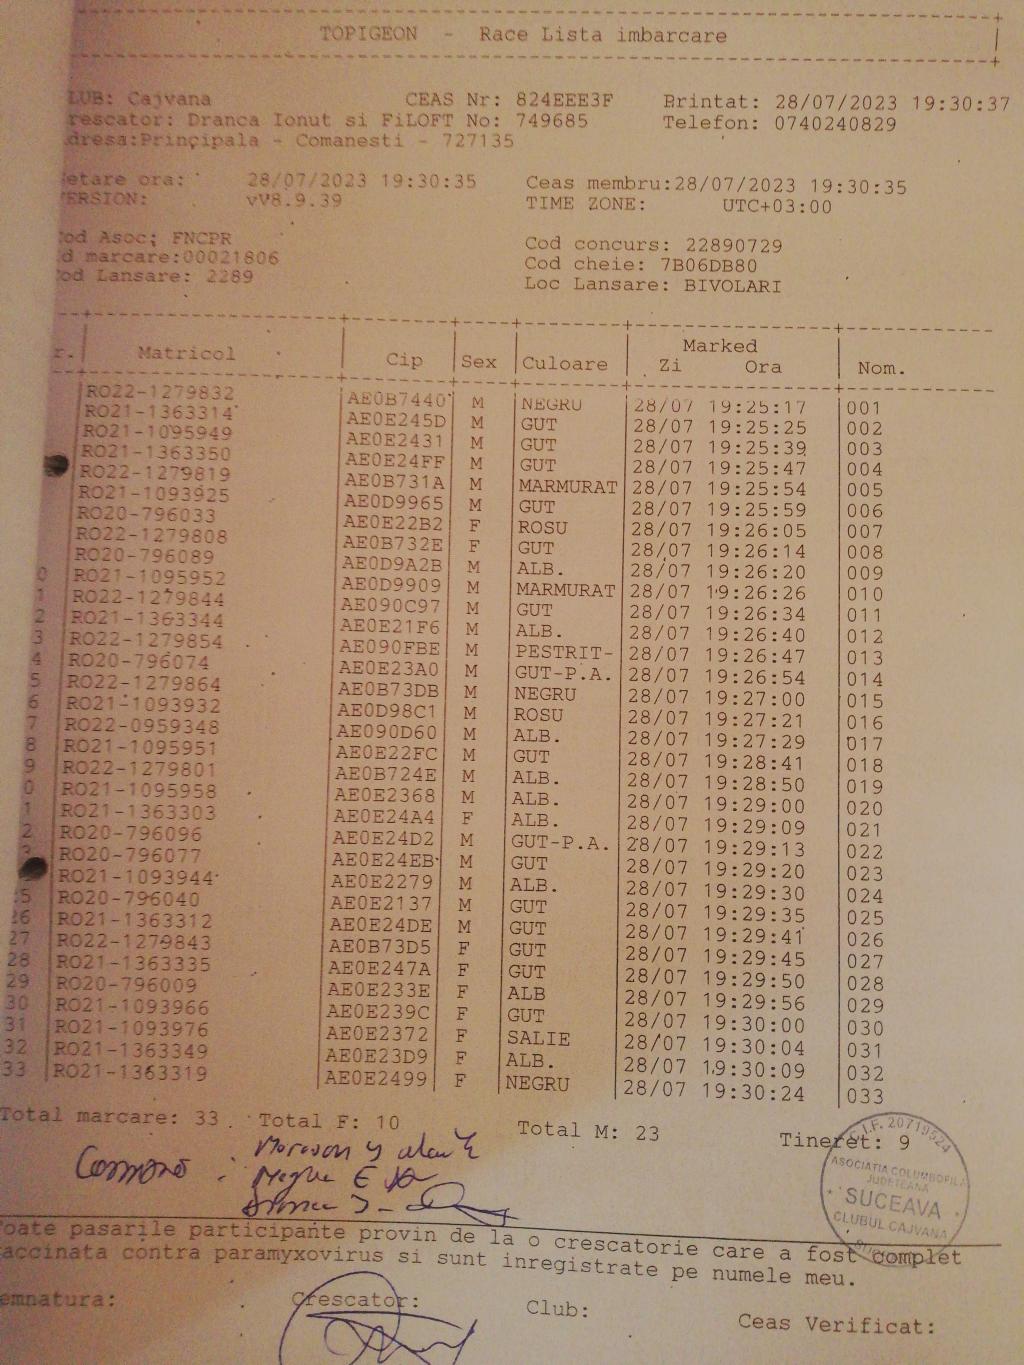 TOPIGEON - Race Lista imbarcare
LUB: Cajvana CEAS Nr: 824EEE3F Printat: 28/07/2023 19:30:37
rescator: Dranca Ionut si FiLOFT No: 749685 Telefon: 0740240829
dresa:Principala - Comanesti - 727135
etare ora: 28/07/2023 19:30:35 Ceas membru:28/07/2023 19:30:35
ERSION: vV8.9.39 TIME ZONE: UTC+03:00
od Asoc: FNCPR Cod concurs: 22890729
d marcare:00021806 Cod cheie: 7B06DB80
od Lansare: 2289 Loc Lansare: BIVOLARI
r. Matricol Cip Sex Culoare Marked Zi Ora Nom.
RO22-1279832 AE0B7440 M NEGRU 28/07 19:25:17 001
RO21-1363314 AE0E245D M GUT 28/07 19:25:25 002
RO21-1095949 AE0E2431 M GUT 28/07 19:25:39 003
RO21-1363350 AE0E24FF M GUT 28/07 19:25:47 004
RO22-1279819 AE0B731A M MARMURAT 28/07 19:25:54 005
RO21-1093925 AE0D9965 M GUT 28/07 19:25:59 006
RO20-796033 AE0E22B2 F ROSU 28/07 19:26:05 007
RO22-1279808 AE0B732E F GUT 28/07 19:26:14 008
RO20-796089 AE0D9A2B M ALB. 28/07 19:26:20 009
0 RO21-1095952 AE0D9909 M MARMURAT 28/07 19:26:26 010
1 RO22-1279844 AE090C97 M GUT 28/07 19:26:34 011
2 RO21-1363344 AE0E21F6 M ALB. 28/07 19:26:40 012
3 RO22-1279854 AE090FBE M PESTRIT- 28/07 19:26:47 013
4 RO20-796074 AE0E23A0 M GUT-P.A. 28/07 19:26:54 014
5 RO22-1279864 AE0B73DB M NEGRU 28/07 19:27:00 015
6 RO21-1093932 AE0D98C1 M ROSU 28/07 19:27:21 016
7 RO22-0959348 AE090D60 M ALB. 28/07 19:27:29 017
8 RO21-1095951 AE0E22FC M GUT 28/07 19:28:41 018
9 RO22-1279801 AE0B724E M ALB. 28/07 19:28:50 019
0 RO21-1095958 AE0E2368 M ALB. 28/07 19:29:00 020
1 RO21-1363303 AE0E24A4 F ALB. 28/07 19:29:09 021
2 RO20-796096 AE0E24D2 M GUT-P.A. 28/07 19:29:13 022
RO20-796077 AE0E24EB M GUT 28/07 19:29:20 023
RO21-1093944 AE0E2279 M ALB. 28/07 19:29:30 024
5 RO20-796040 AE0E2137 M GUT 28/07 19:29:35 025
26 RO21-1363312 AE0E24DE M GUT 28/07 19:29:41 026
27 RO22-1279843 AE0B73D5 F GUT 28/07 19:29:45 027
28 RO21-1363335 AE0E247A F GUT 28/07 19:29:50 028
29 RO20-796009 AE0E233E F ALB 28/07 19:29:56 029
30 RO21-1093966 AE0E239C F GUT 28/07 19:30:00 030
31 RO21-1093976 AE0E2372 F SALIE 28/07 19:30:04 031
32 RO21-1363349 AE0E23D9 F ALB. 28/07 19:30:09 032
33 RO21-1363319 AE0E2499 F NEGRU 28/07 19:30:24 033
Total marcare: 33 Total F: 10 Total M: 23 Tineret: 9
C.I.F. 20719524
ASOCIATIA COLUMBOFILA
JUDETEANA
SUCEAVA
CLUBUL CAJVANA
oate pasarile participante provin de la o crescatorie care a fost complet
accinata contra paramyxovirus si sunt inregistrate pe numele meu.
emnatura: Crescator: Club: Ceas Verificat: